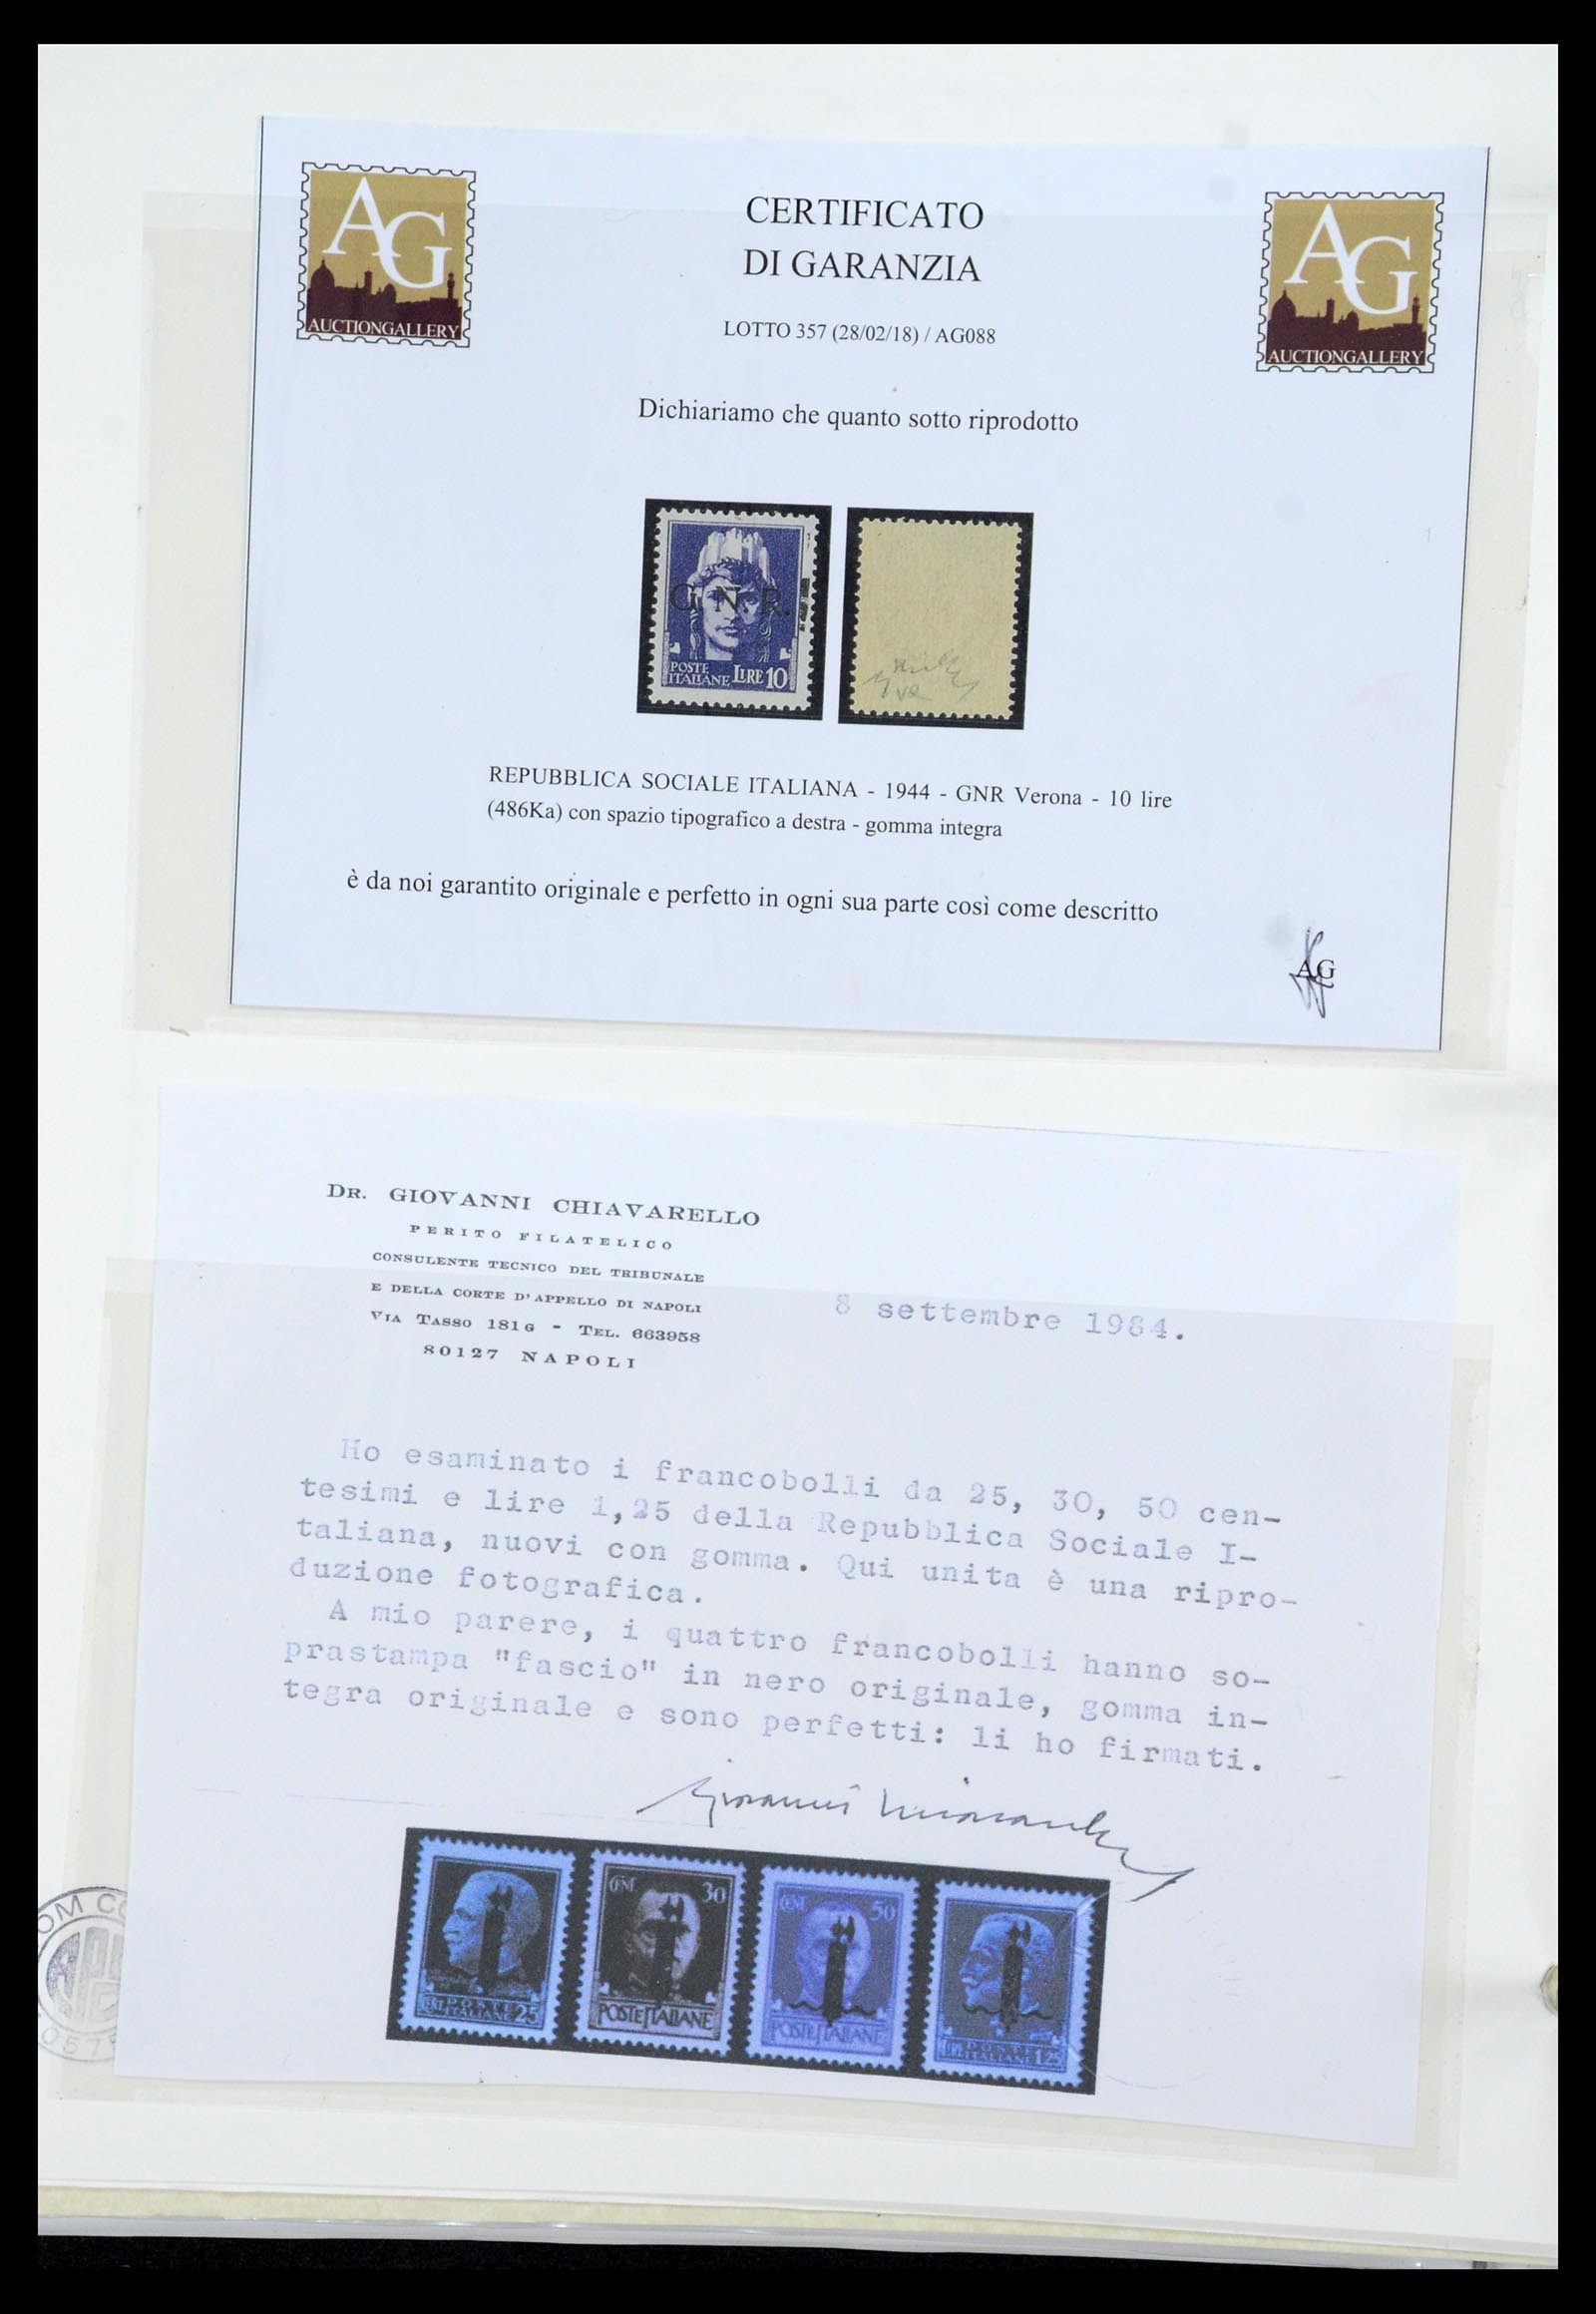 AG
AUCTIONGALLERY
CERTIFICATO
DI GARANZIA
LOTTO 357 (28/02/18) / AG088
AG
AUCTIONGALLERY
Dichiariamo che quanto sotto riprodotto
G.N.R.
POSTE
ITALIANE LIRE 10
REPUBBLICA SOCIALE ITALIANA - 1944 - GNR Verona - 10 lire
(486Ka) con spazio tipografico a destra - gomma integra
è da noi garantito originale e perfetto in ogni sua parte così come descritto
AG
DR. GIOVANNI CHIAVARELLO
PERITO FILATELICO
CONSULENTE TECNICO DEL TRIBUNALE
E DELLA CORTE D'APPELLO DI NAPOLI
VIA TASSO 181G - TEL. 663958
80127 NAPOLI
8 settembre 1984.
Ho esaminato i francobolli da 25, 30, 50 cen-
tesimi e lire 1,25 della Repubblica Sociale I-
taliana, nuovi con gomma. Qui unita è una ripro-
duzione fotografica.
A mio parere, i quattro francobolli hanno so-
prastampa "fascio" in nero originale, gomma in-
tegra originale e sono perfetti: li ho firmati.
Giovanni Chiavarello
25
CENT 30
POSTE ITALIANE
CENT 50
POSTE ITALIANE
OM CO